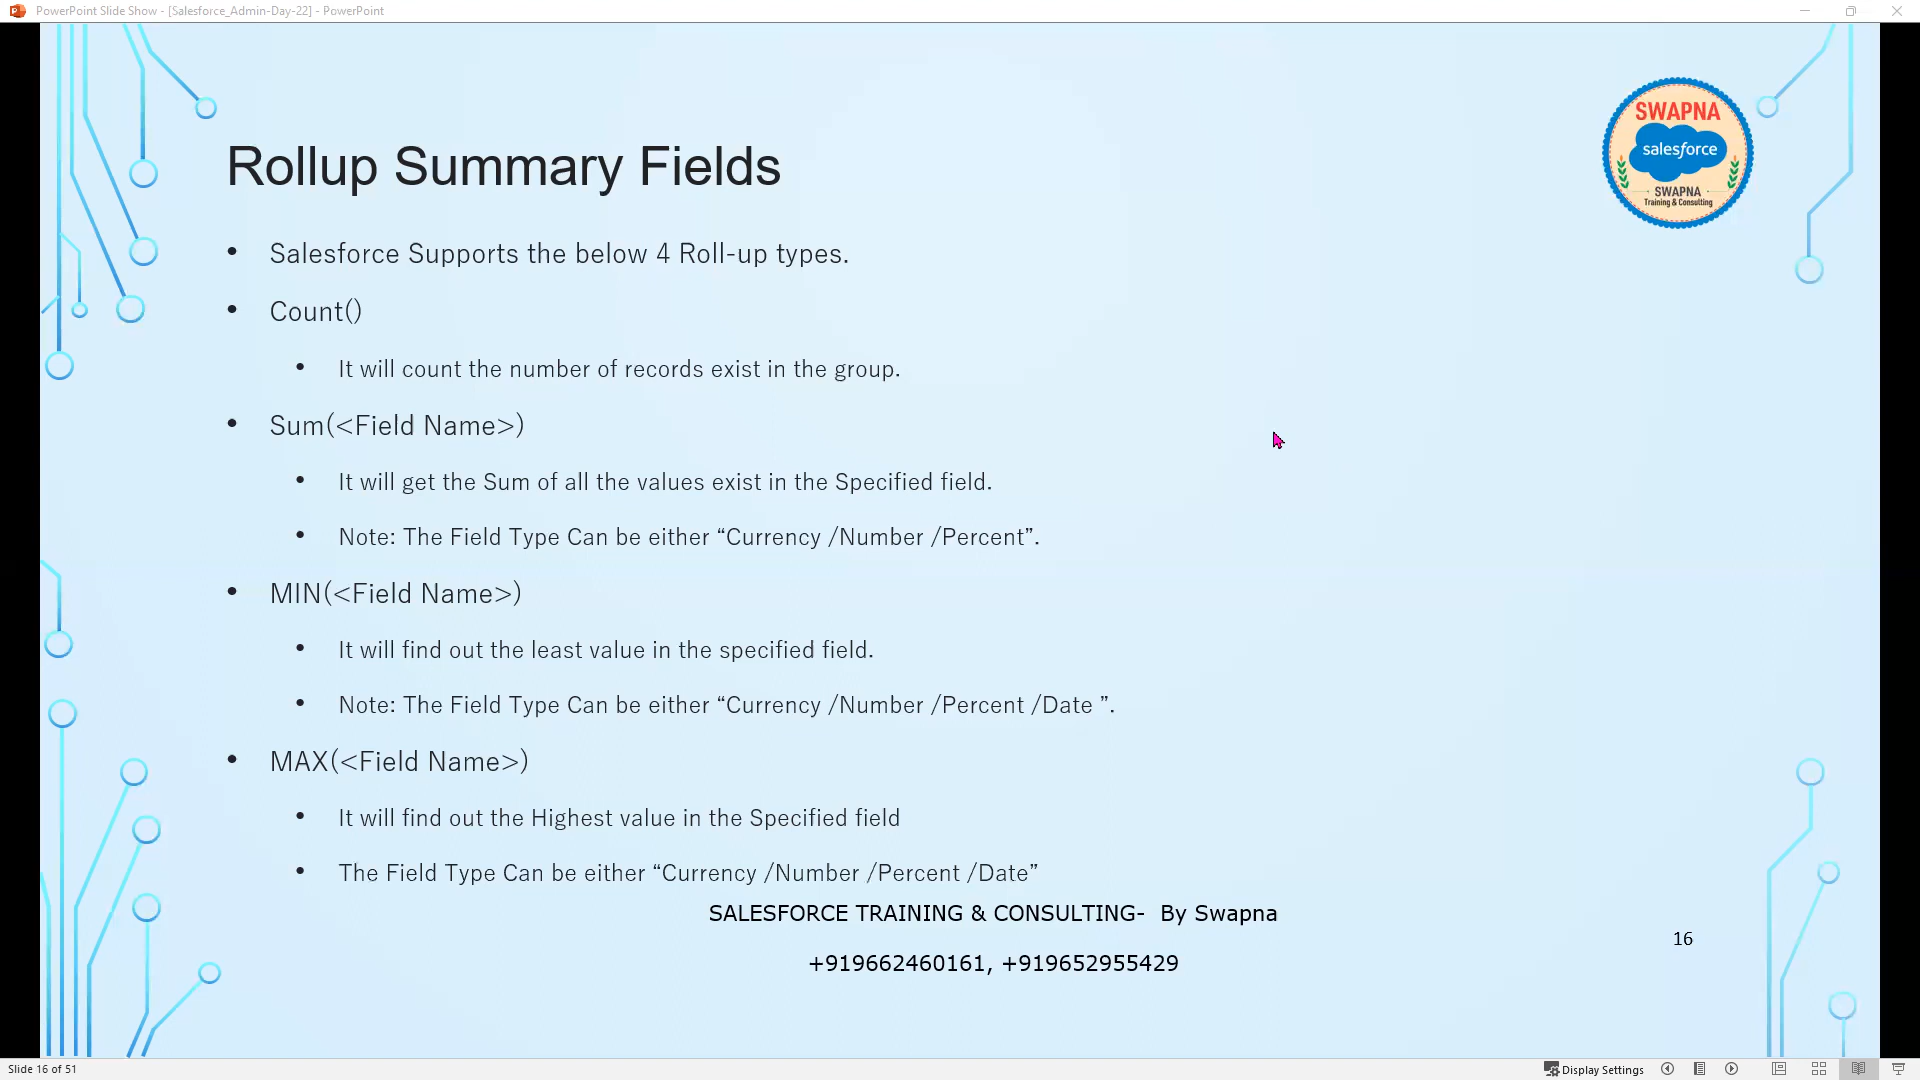 PowerPoint Slide Show - [Salesforce_Admin-Day-22] - PowerPoint
SWAPNA
salesforce
SWAPNA
Training & Consulting
Rollup Summary Fields
• Salesforce Supports the below 4 Roll-up types.
• Count()
• It will count the number of records exist in the group.
• Sum(<Field Name>)
• It will get the Sum of all the values exist in the Specified field.
• Note: The Field Type Can be either “Currency /Number /Percent”.
• MIN(<Field Name>)
• It will find out the least value in the specified field.
• Note: The Field Type Can be either “Currency /Number /Percent /Date ”.
• MAX(<Field Name>)
• It will find out the Highest value in the Specified field
• The Field Type Can be either “Currency /Number /Percent /Date”
SALESFORCE TRAINING & CONSULTING-  By Swapna
16
+919662460161, +919652955429
Slide 16 of 51
Display Settings